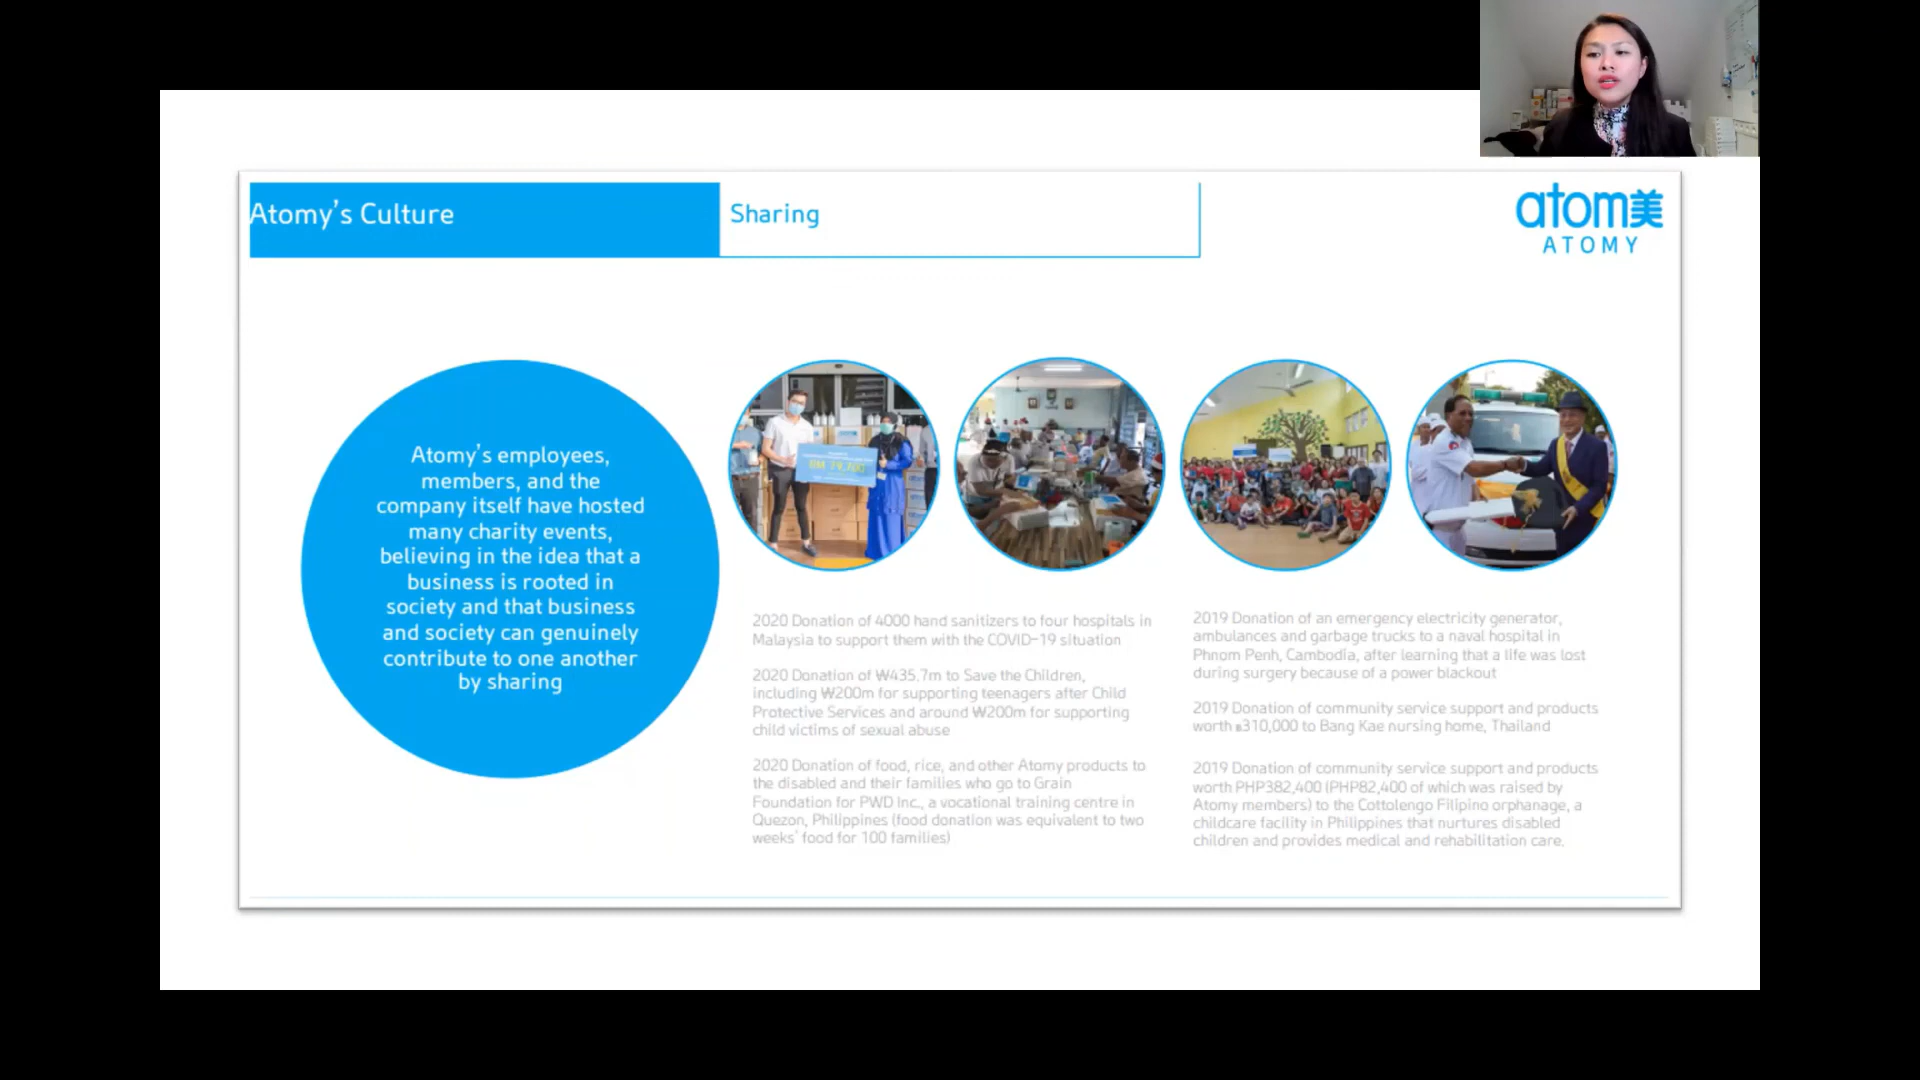 Atomy's Culture
Sharing
atom美
ATOMY
Atomy's employees,
members, and the
company itself have hosted
many charity events,
believing in the idea that a
business is rooted in
society and that business
and society can genuinely
contribute to one another
by sharing
2020 Donation of 4000 hand sanitizers to four hospitals in
Malaysia to support them with the COVID-19 situation
2020 Donation of ₩435.7m to Save the Children,
including ₩200m for supporting teenagers after Child
Protective Services and around ₩200m for supporting
child victims of sexual abuse
2020 Donation of food, rice, and other Atomy products to
the disabled and their families who go to Grain
Foundation for PWD Inc., a vocational training centre in
Quezon, Philippines (food donation was equivalent to two
weeks' food for 100 families)
2019 Donation of an emergency electricity generator,
ambulances and garbage trucks to a naval hospital in
Phnom Penh, Cambodia, after learning that a life was lost
during surgery because of a power blackout
2019 Donation of community service support and products
worth ฿310,000 to Bang Kae nursing home, Thailand
2019 Donation of community service support and products
worth PHP382,400 (PHP82,400 of which was raised by
Atomy members) to the Cottolengo Filipino orphanage, a
childcare facility in Philippines that nurtures disabled
children and provides medical and rehabilitation care.